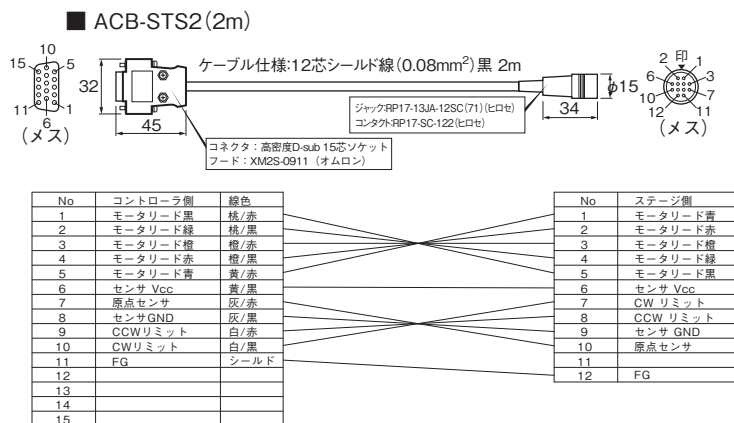 ■ ACB-STS2(2m)
10
15
5
11
1
6
(メス)
32
45
ケーブル仕様:12芯シールド線(0.08mm²)黒 2m
ジャック:RP17-13JA-12SC(71)(ヒロセ)
コンタクト:RP17-SC-122(ヒロセ)
コネクタ：高密度D-sub 15芯ソケット
フード：XM2S-0911（オムロン）
34
φ15
印
2
1
6
3
10
7
12
11
(メス)
No コントローラ側 線色
1 モータリード黒 桃/赤
2 モータリード緑 桃/黒
3 モータリード橙 橙/赤
4 モータリード赤 橙/黒
5 モータリード青 黄/赤
6 センサ Vcc 黄/黒
7 原点センサ 灰/赤
8 センサGND 灰/黒
9 CCWリミット 白/赤
10 CWリミット 白/黒
11 FG シールド
12
13
14
15
No ステージ側
1 モータリード青
2 モータリード赤
3 モータリード橙
4 モータリード緑
5 モータリード黒
6 センサ Vcc
7 CW リミット
8 CCW リミット
9 センサ GND
10 原点センサ
11
12 FG